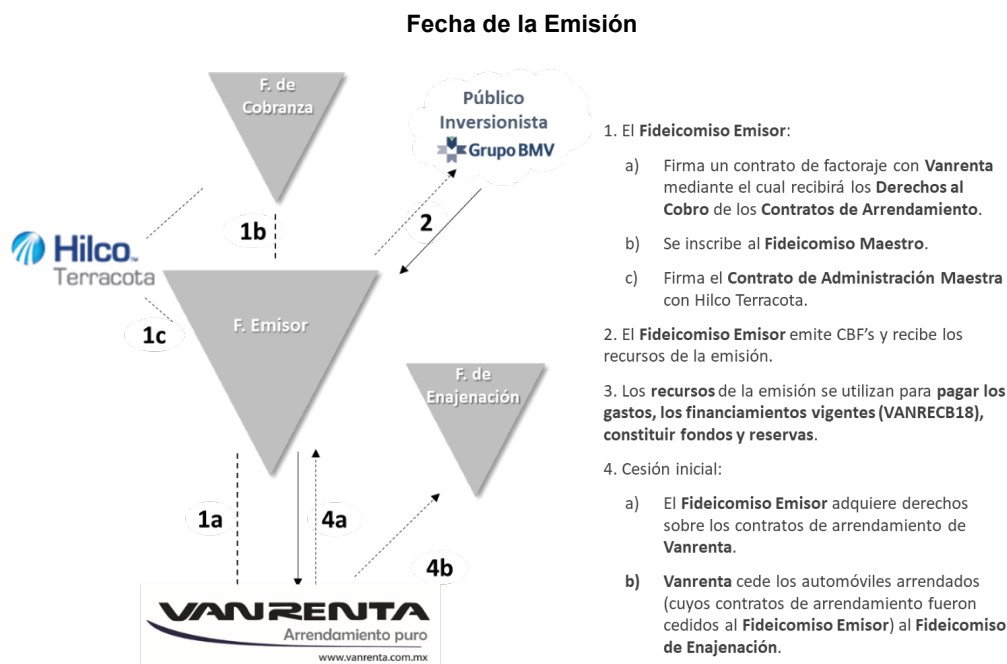 Fecha de la Emisión
F. de
Cobranza
Público
Inversionista
Grupo BMV
1b
2
Hilco™
Terracota
1c
F. Emisor
F. de
Enajenación
1a
4a
4b
VANRENTA
Arrendamiento puro
www.vanrenta.com.mx
1. El Fideicomiso Emisor:
a) Firma un contrato de factoraje con Vanrenta
mediante el cual recibirá los Derechos al
Cobro de los Contratos de Arrendamiento.
b) Se inscribe al Fideicomiso Maestro.
c) Firma el Contrato de Administración Maestra
con Hilco Terracota.
2. El Fideicomiso Emisor emite CBF's y recibe los
recursos de la emisión.
3. Los recursos de la emisión se utilizan para pagar los
gastos, los financiamientos vigentes (VANRECB18),
constituir fondos y reservas.
4. Cesión inicial:
a) El Fideicomiso Emisor adquiere derechos
sobre los contratos de arrendamiento de
Vanrenta.
b) Vanrenta cede los automóviles arrendados
(cuyos contratos de arrendamiento fueron
cedidos al Fideicomiso Emisor) al Fideicomiso
de Enajenación.